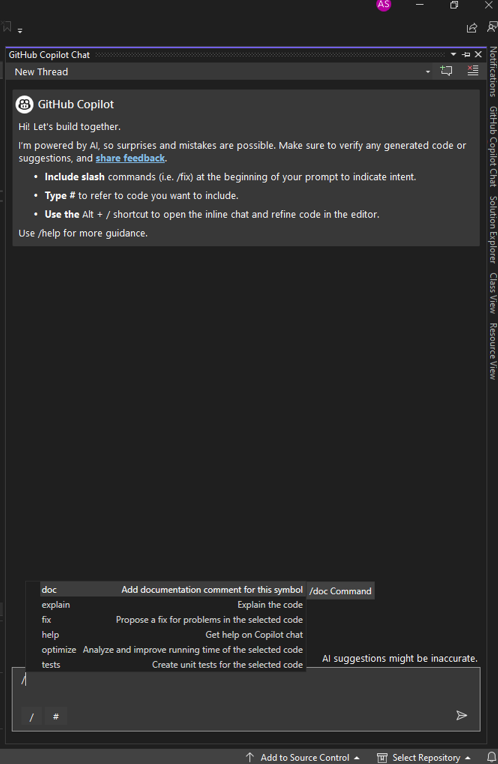 AS
GitHub Copilot Chat
New Thread
GitHub Copilot
Hi! Let's build together.
I'm powered by AI, so surprises and mistakes are possible. Make sure to verify any generated code or
suggestions, and share feedback.
• Include slash commands (i.e. /fix) at the beginning of your prompt to indicate intent.
• Type # to refer to code you want to include.
• Use the Alt + / shortcut to open the inline chat and refine code in the editor.
Use /help for more guidance.
Notifications
GitHub Copilot Chat
Solution Explorer
Class View
Resource View
doc Add documentation comment for this symbol /doc Command
explain Explain the code
fix Propose a fix for problems in the selected code
help Get help on Copilot chat
optimize Analyze and improve running time of the selected code
tests Create unit tests for the selected code
AI suggestions might be inaccurate.
/
/ #
Add to Source Control Select Repository